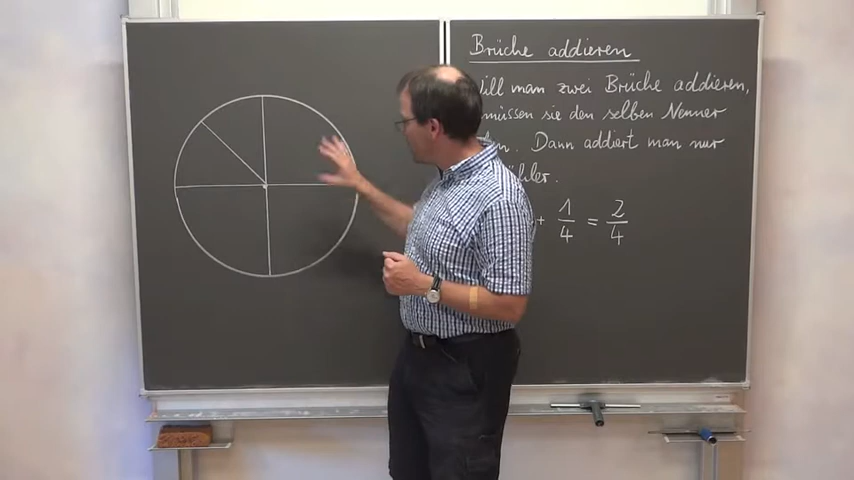 Brüche addieren
ill man zwei Brüche addieren,
müssen sie den selben Nenner
n. Dann addiert man nur
ler.
+ 1/4 = 2/4